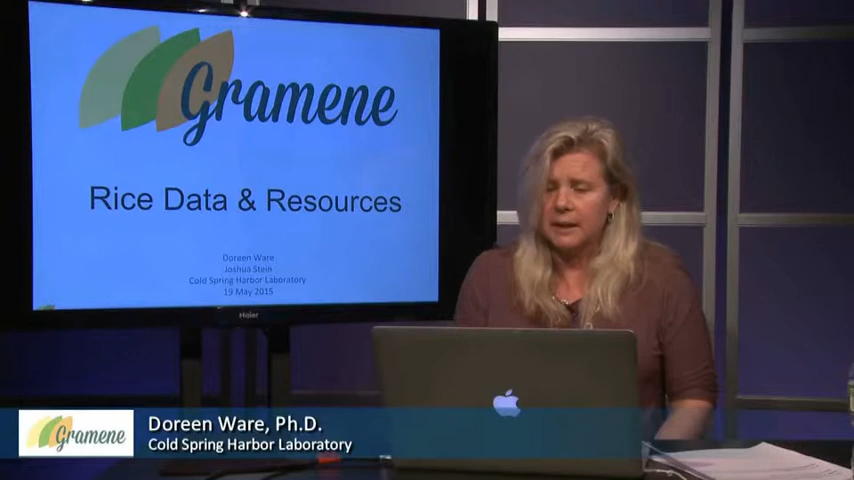 Gramene
Rice Data & Resources
Doreen Ware
Joshua Stein
Cold Spring Harbor Laboratory
19 May 2015
Haier
Gramene
Doreen Ware, Ph.D.
Cold Spring Harbor Laboratory